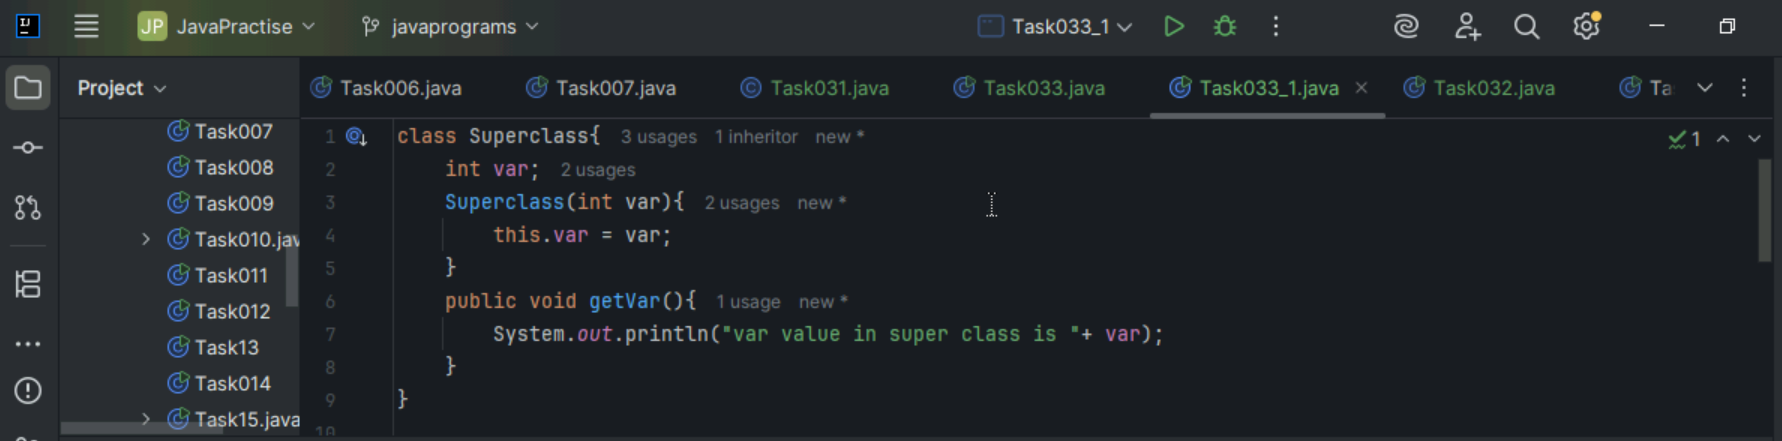 JP JavaPractise javaprograms Task033_1
Project
Task006.java Task007.java Task031.java Task033.java Task033_1.java Task032.java Ta
Task007
Task008
Task009
Task010.jav
Task011
Task012
Task13
Task014
Task15.java
1 class Superclass{ 3 usages 1 inheritor new *
2 int var; 2 usages
3 Superclass(int var){ 2 usages new *
4 this.var = var;
5 }
6 public void getVar(){ 1 usage new *
7 System.out.println("var value in super class is "+ var);
8 }
9 }
10
1